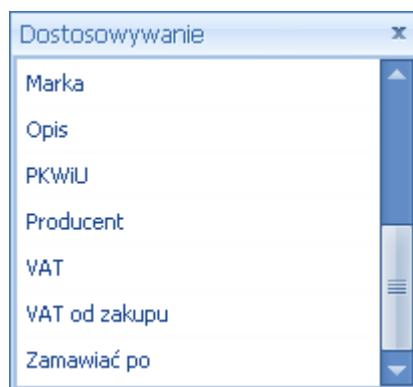 Dostosowywanie
Marka
Opis
PKWiU
Producent
VAT
VAT od zakupu
Zamawiać po